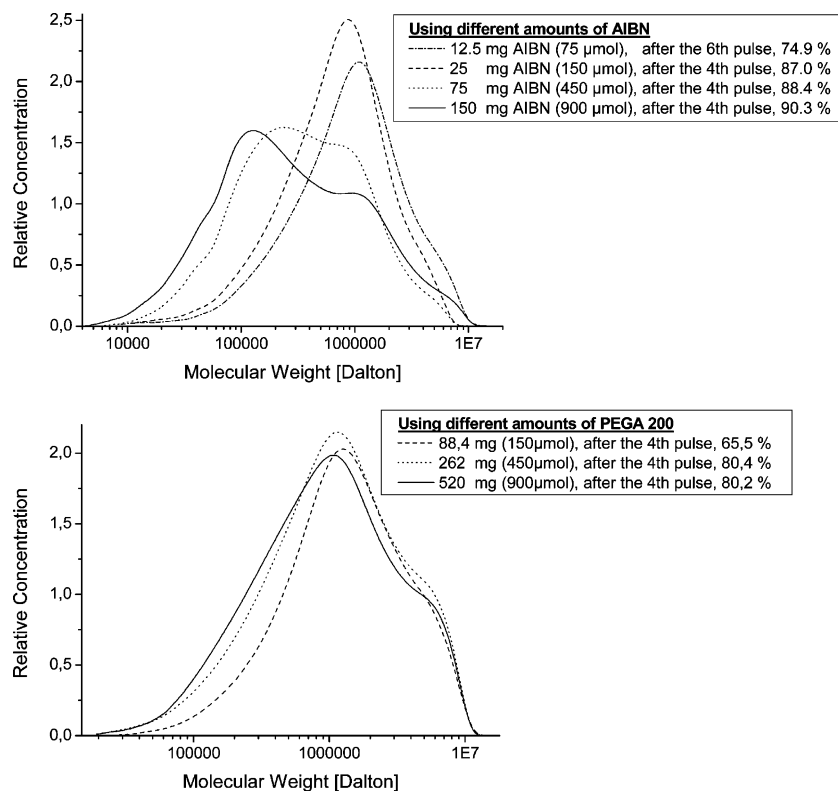 Using different amounts of AIBN
12.5 mg AIBN (75 µmol), after the 6th pulse, 74.9 %
25 mg AIBN (150 µmol), after the 4th pulse, 87.0 %
75 mg AIBN (450 µmol), after the 4th pulse, 88.4 %
150 mg AIBN (900 µmol), after the 4th pulse, 90.3 %
Relative Concentration
2,5
2,0
1,5
1,0
0,5
0,0
10000 100000 1000000 1E7
Molecular Weight [Dalton]
Using different amounts of PEGA 200
88,4 mg (150µmol), after the 4th pulse, 65,5 %
262 mg (450µmol), after the 4th pulse, 80,4 %
520 mg (900µmol), after the 4th pulse, 80,2 %
Relative Concentration
2,0
1,5
1,0
0,5
0,0
100000 1000000 1E7
Molecular Weight [Dalton]